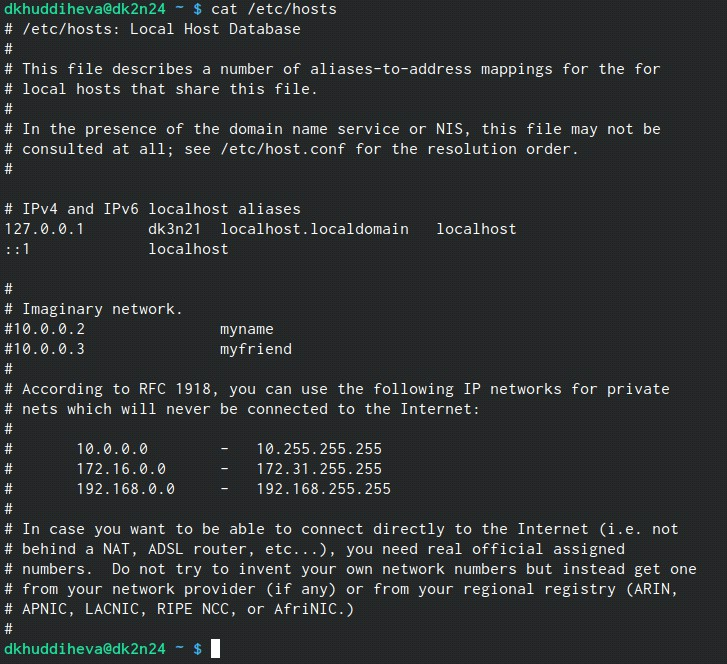 dkhuddiheva@dk2n24 ~ $ cat /etc/hosts
# /etc/hosts: Local Host Database
#
# This file describes a number of aliases-to-address mappings for the for
# local hosts that share this file.
#
# In the presence of the domain name service or NIS, this file may not be
# consulted at all; see /etc/host.conf for the resolution order.
#

# IPv4 and IPv6 localhost aliases
127.0.0.1       dk3n21  localhost.localdomain   localhost
::1             localhost

#
# Imaginary network.
#10.0.0.2               myname
#10.0.0.3               myfriend
#
# According to RFC 1918, you can use the following IP networks for private
# nets which will never be connected to the Internet:
#
#       10.0.0.0        -   10.255.255.255
#       172.16.0.0      -   172.31.255.255
#       192.168.0.0     -   192.168.255.255
#
# In case you want to be able to connect directly to the Internet (i.e. not
# behind a NAT, ADSL router, etc...), you need real official assigned
# numbers.  Do not try to invent your own network numbers but instead get one
# from your network provider (if any) or from your regional registry (ARIN,
# APNIC, LACNIC, RIPE NCC, or AfriNIC.)
#
dkhuddiheva@dk2n24 ~ $